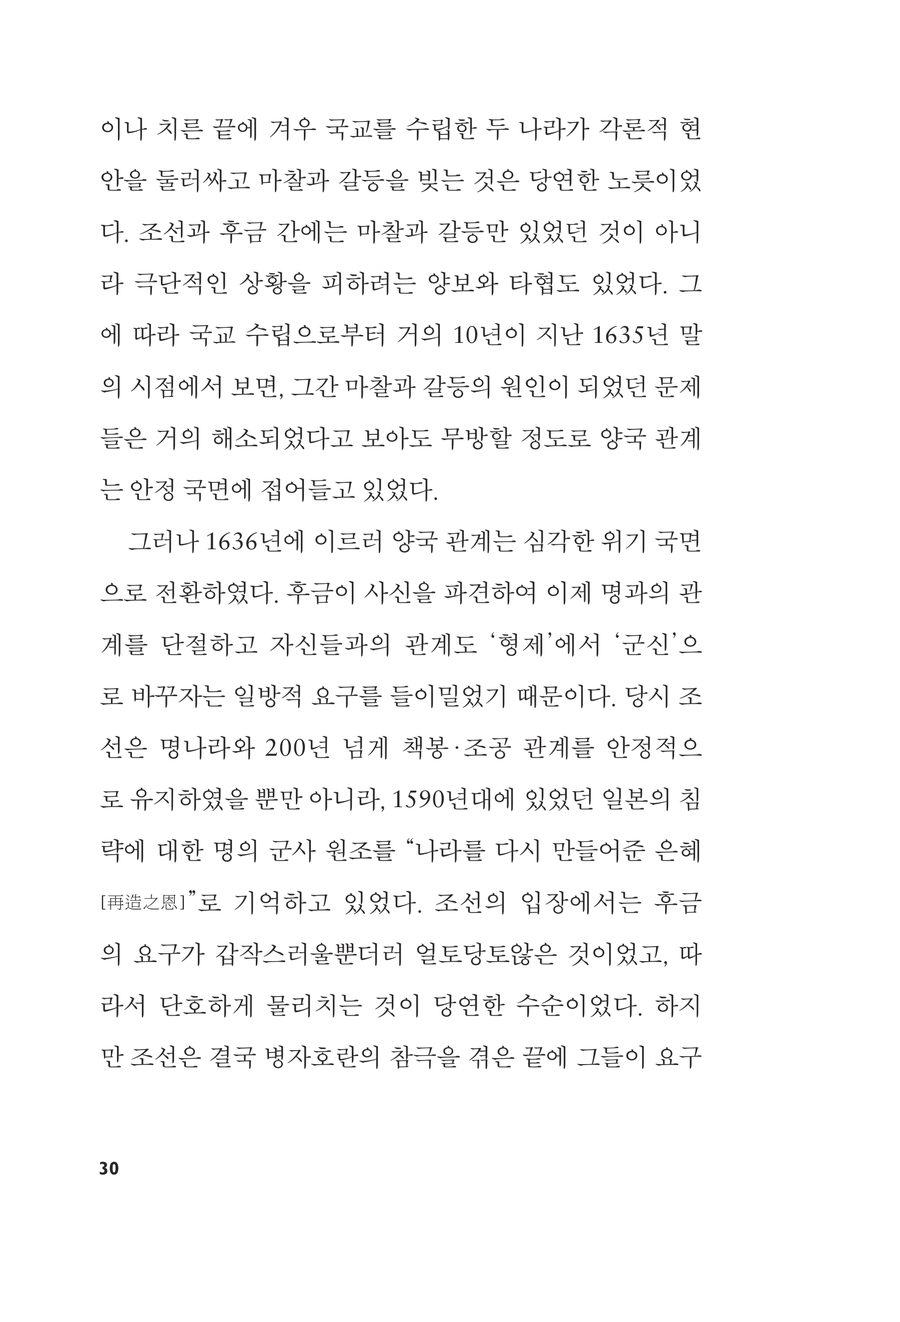 이나 치른 끝에 겨우 국교를 수립한 두 나라가 각론적 현
안을 둘러싸고 마찰과 갈등을 빚는 것은 당연한 노릇이었
다. 조선과 후금 간에는 마찰과 갈등만 있었던 것이 아니
라 극단적인 상황을 피하려는 양보와 타협도 있었다. 그
에 따라 국교 수립으로부터 거의 10년이 지난 1635년 말
의 시점에서 보면, 그간 마찰과 갈등의 원인이 되었던 문제
들은 거의 해소되었다고 보아도 무방할 정도로 양국 관계
는 안정 국면에 접어들고 있었다.
그러나 1636년에 이르러 양국 관계는 심각한 위기 국면
으로 전환하였다. 후금이 사신을 파견하여 이제 명과의 관
계를 단절하고 자신들과의 관계도 ‘형제’에서 ‘군신’으
로 바꾸자는 일방적 요구를 들이밀었기 때문이다. 당시 조
선은 명나라와 200년 넘게 책봉·조공 관계를 안정적으
로 유지하였을 뿐만 아니라, 1590년대에 있었던 일본의 침
략에 대한 명의 군사 원조를 “나라를 다시 만들어준 은혜
[再造之恩]”로 기억하고 있었다. 조선의 입장에서는 후금
의 요구가 갑작스러울뿐더러 얼토당토않은 것이었고, 따
라서 단호하게 물리치는 것이 당연한 수순이었다. 하지
만 조선은 결국 병자호란의 참극을 겪은 끝에 그들이 요구
30